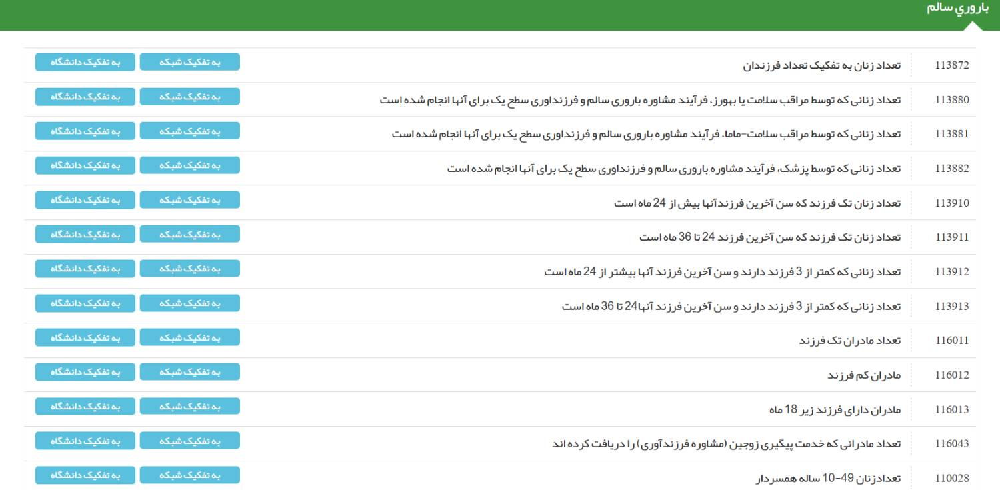 باروري سالم
113872 تعداد زنان به تفکیک تعداد فرزندان به تفکیک شبکه به تفکیک دانشگاه
113880 تعداد زنانی که توسط مراقب سلامت یا بهورز، فرآیند مشاوره باروری سالم و فرزنداوری سطح یک برای آنها انجام شده است به تفکیک شبکه به تفکیک دانشگاه
113881 تعداد زنانی که توسط مراقب سلامت-ماما، فرآیند مشاوره باروری سالم و فرزنداوری سطح یک برای آنها انجام شده است به تفکیک شبکه به تفکیک دانشگاه
113882 تعداد زنانی که توسط پزشک، فرآیند مشاوره باروری سالم و فرزنداوری سطح یک برای آنها انجام شده است به تفکیک شبکه به تفکیک دانشگاه
113910 تعداد زنان تک فرزند که سن آخرین فرزندآنها بیش از 24 ماه است به تفکیک شبکه به تفکیک دانشگاه
113911 تعداد زنان تک فرزند که سن آخرین فرزند 24 تا 36 ماه است به تفکیک شبکه به تفکیک دانشگاه
113912 تعداد زنانی که کمتر از 3 فرزند دارند و سن آخرین فرزند آنها بیشتر از 24 ماه است به تفکیک شبکه به تفکیک دانشگاه
113913 تعداد زنانی که کمتر از 3 فرزند دارند و سن آخرین فرزند آنها24 تا 36 ماه است به تفکیک شبکه به تفکیک دانشگاه
116011 تعداد مادران تک فرزند به تفکیک شبکه به تفکیک دانشگاه
116012 مادران کم فرزند به تفکیک شبکه به تفکیک دانشگاه
116013 مادران دارای فرزند زیر 18 ماه به تفکیک شبکه به تفکیک دانشگاه
116043 تعداد مادرانی که خدمت پیگیری زوجین (مشاوره فرزندآوری) را دریافت کرده اند به تفکیک شبکه به تفکیک دانشگاه
110028 تعدادزنان 49-10 ساله همسردار به تفکیک شبکه به تفکیک دانشگاه